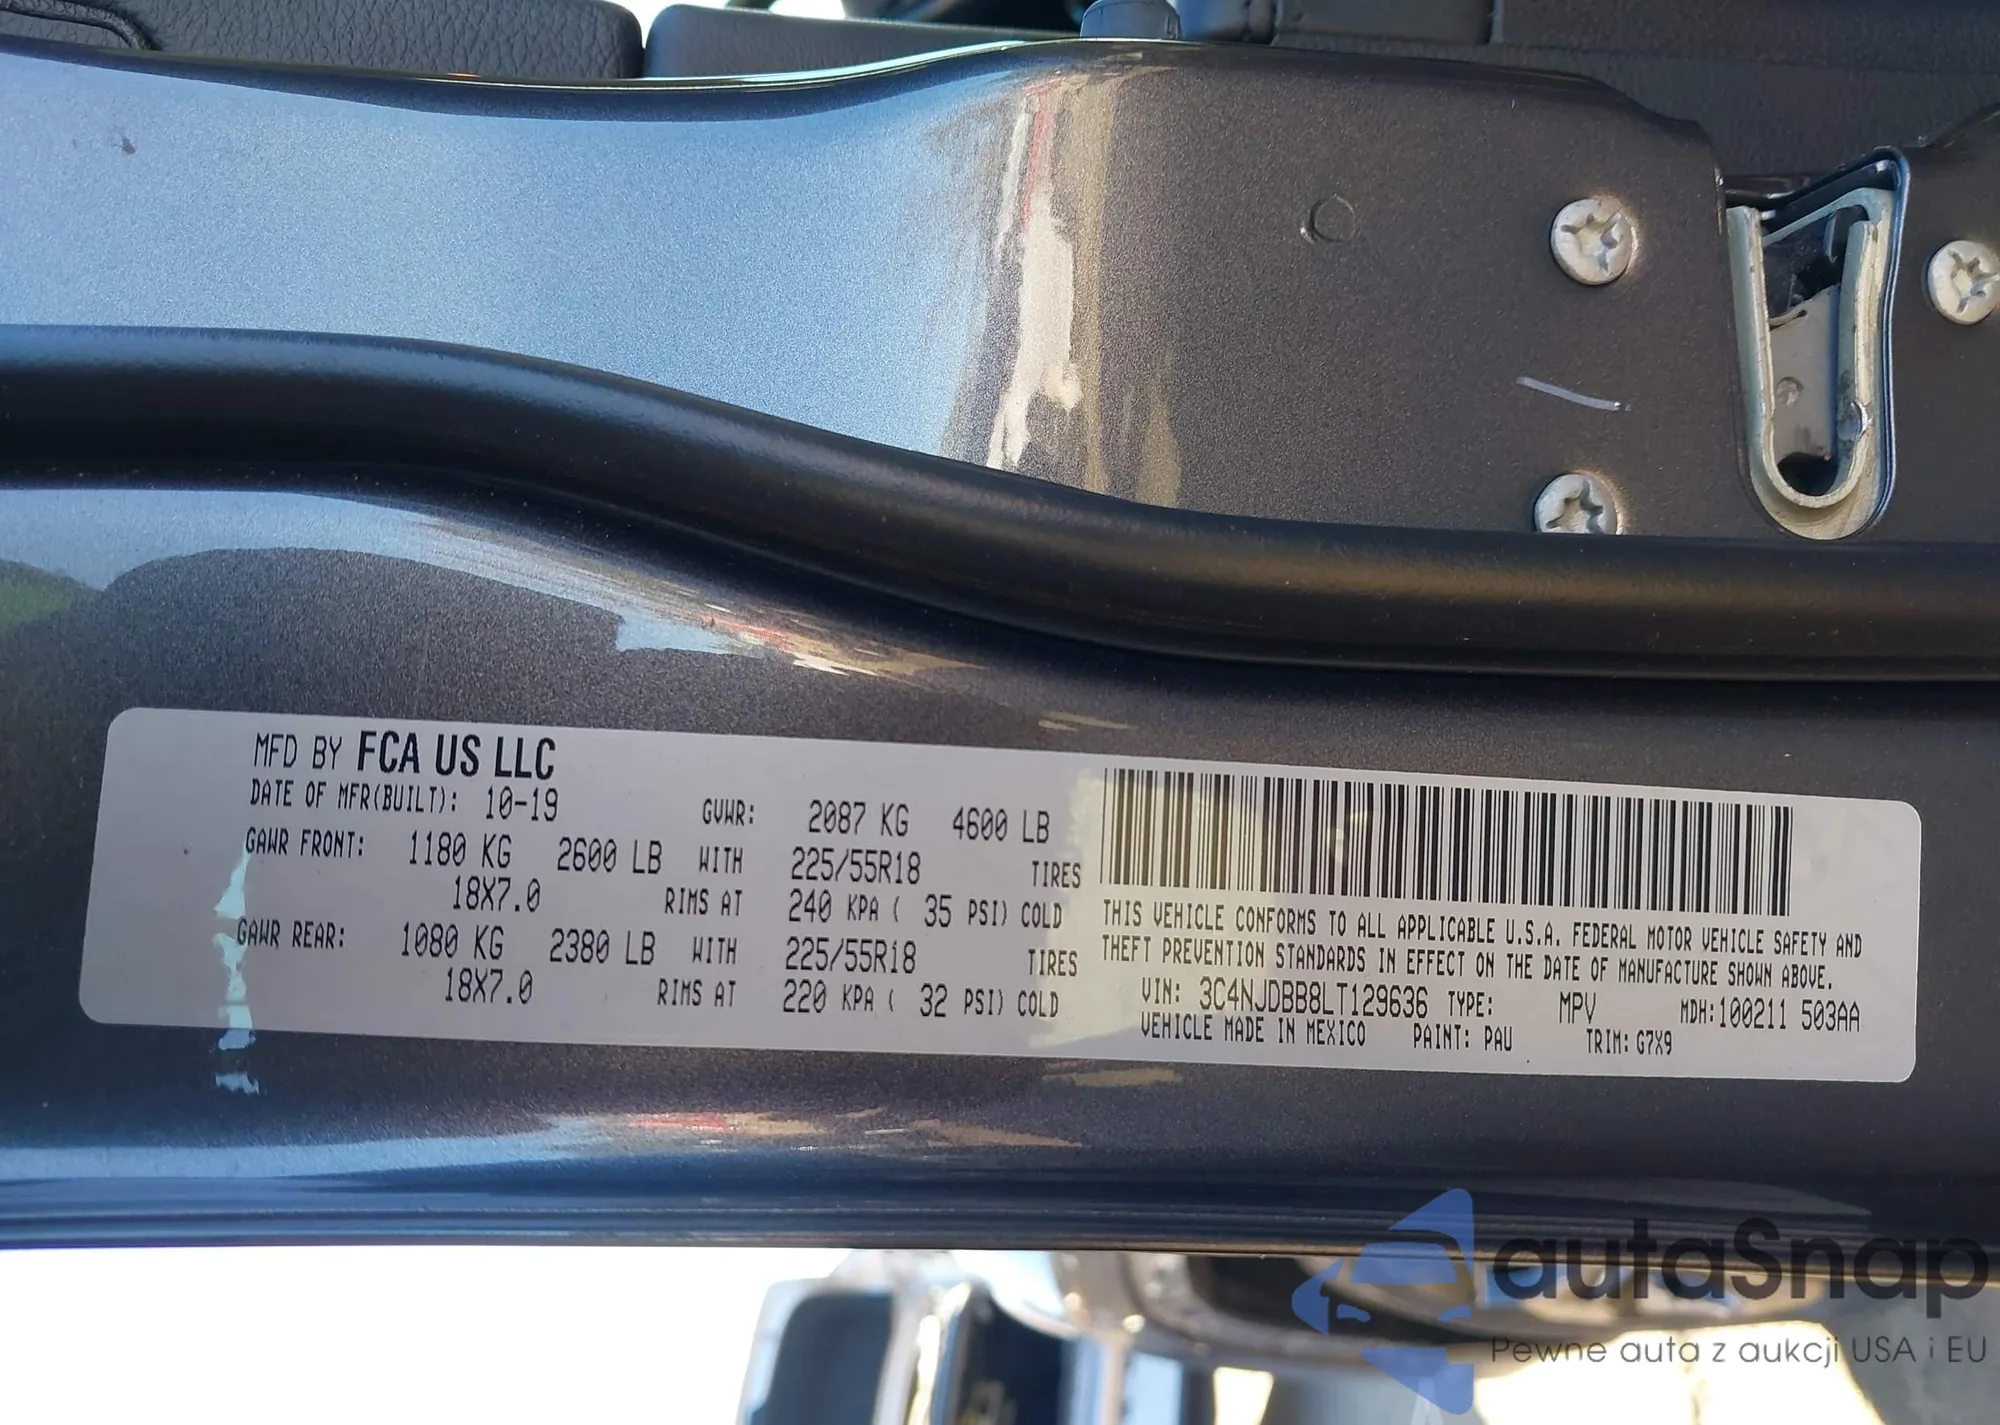 MFD BY FCA US LLC
DATE OF MFR(BUILT): 10-19 GVWR: 2087 KG 4600 LB
GAWR FRONT: 1180 KG 2600 LB WITH 225/55R18 TIRES
18X7.0 RIMS AT 240 KPA ( 35 PSI) COLD
GAWR REAR: 1080 KG 2380 LB WITH 225/55R18 TIRES
18X7.0 RIMS AT 220 KPA ( 32 PSI) COLD
THIS VEHICLE CONFORMS TO ALL APPLICABLE U.S.A. FEDERAL MOTOR VEHICLE SAFETY AND
THEFT PREVENTION STANDARDS IN EFFECT ON THE DATE OF MANUFACTURE SHOWN ABOVE.
VIN: 3C4NJDBB8LT129636 TYPE: MPV MDH:100211 503AA
VEHICLE MADE IN MEXICO PAINT: PAU TRIM: G7X9
autaSnap
Pewne auta z aukcji USA i EU